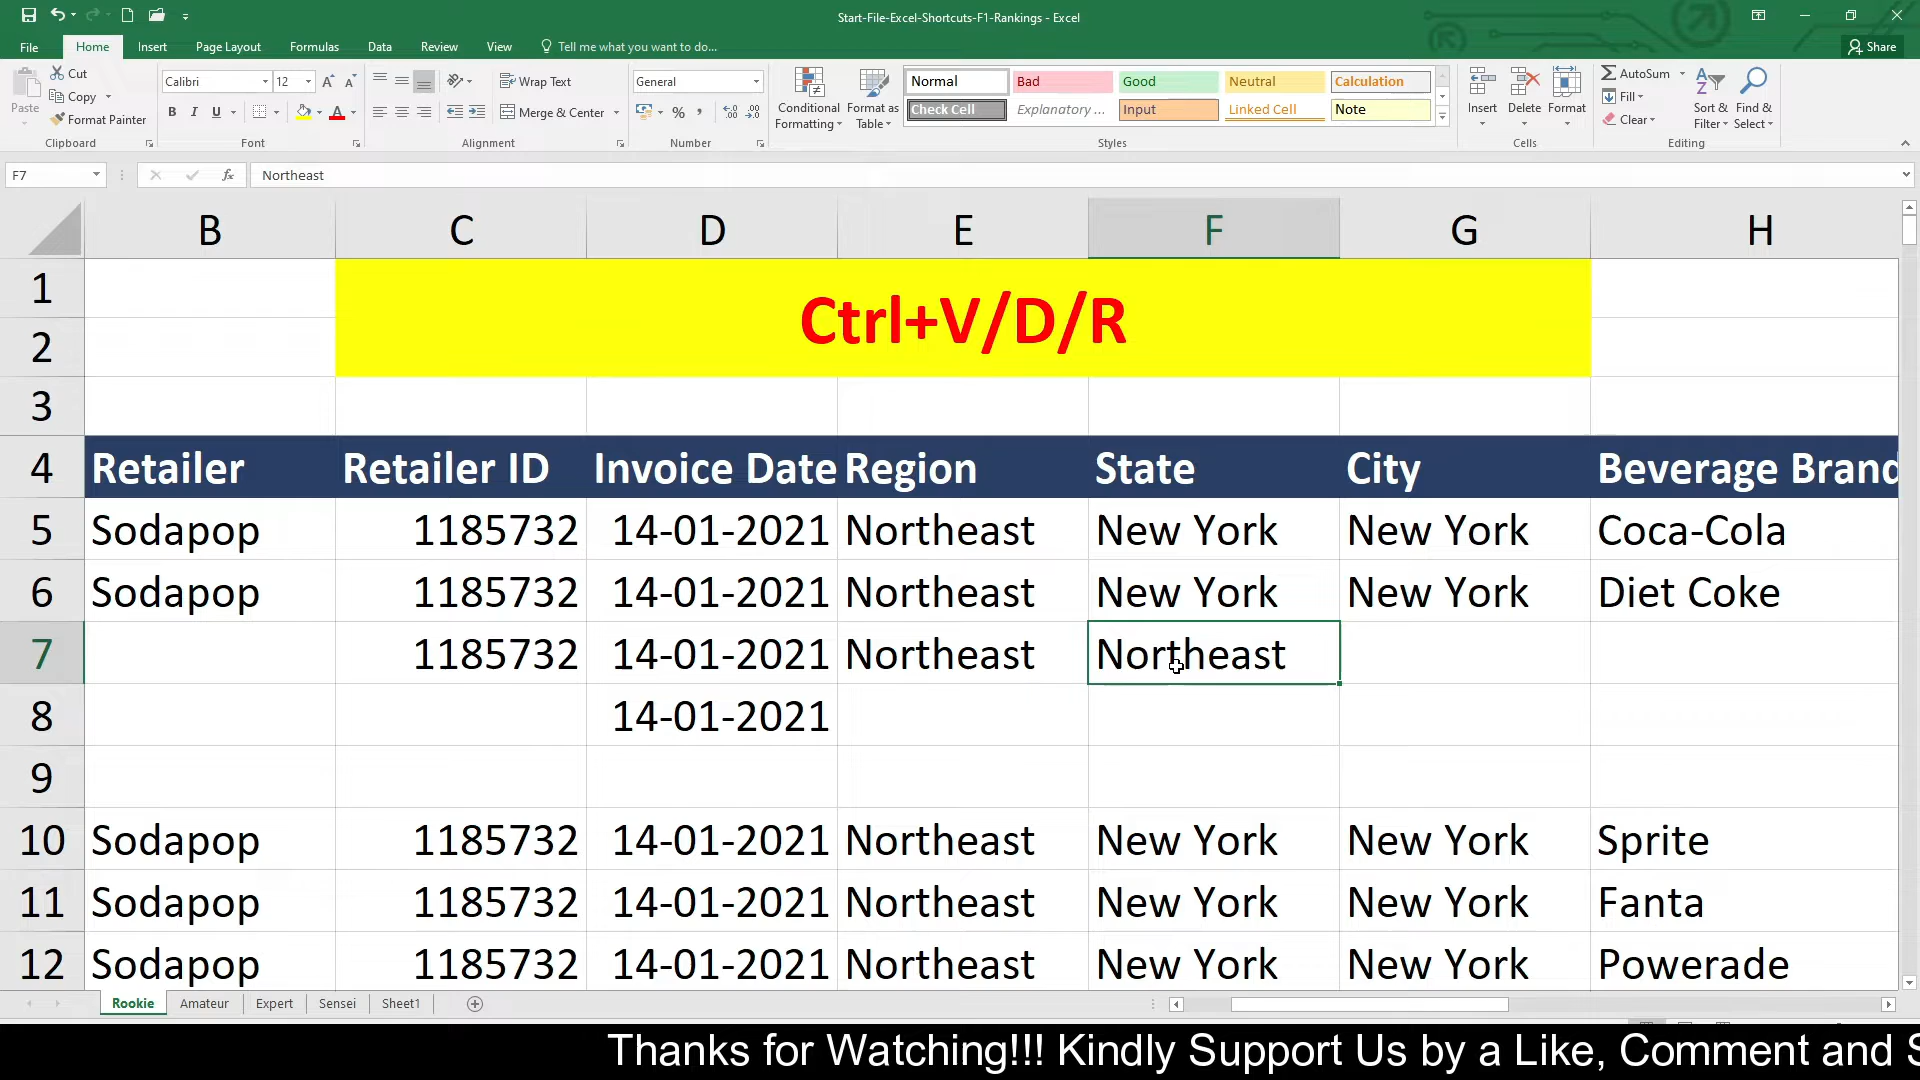 Start-File-Excel-Shortcuts-F1-Rankings - Excel
File Home Insert Page Layout Formulas Data Review View Tell me what you want to do... Share
Paste
Cut
Copy
Format Painter
Clipboard
Calibri 12
B I U
Font
Wrap Text
Merge & Center
Alignment
General
%
Number
Conditional Formatting
Format as Table
Normal Bad Good Neutral Calculation
Check Cell Explanatory ... Input Linked Cell Note
Styles
Insert Delete Format
Cells
AutoSum
Fill
Clear
Sort & Filter
Find & Select
Editing
F7 fx Northeast
B C D E F G H
1
Ctrl+V/D/R
2
3
4 Retailer Retailer ID Invoice Date Region State City Beverage Brand
5 Sodapop 1185732 14-01-2021 Northeast New York New York Coca-Cola
6 Sodapop 1185732 14-01-2021 Northeast New York New York Diet Coke
7 1185732 14-01-2021 Northeast Northeast
8 14-01-2021
9
10 Sodapop 1185732 14-01-2021 Northeast New York New York Sprite
11 Sodapop 1185732 14-01-2021 Northeast New York New York Fanta
12 Sodapop 1185732 14-01-2021 Northeast New York New York Powerade
Rookie Amateur Expert Sensei Sheet1
Thanks for Watching!!! Kindly Support Us by a Like, Comment and S